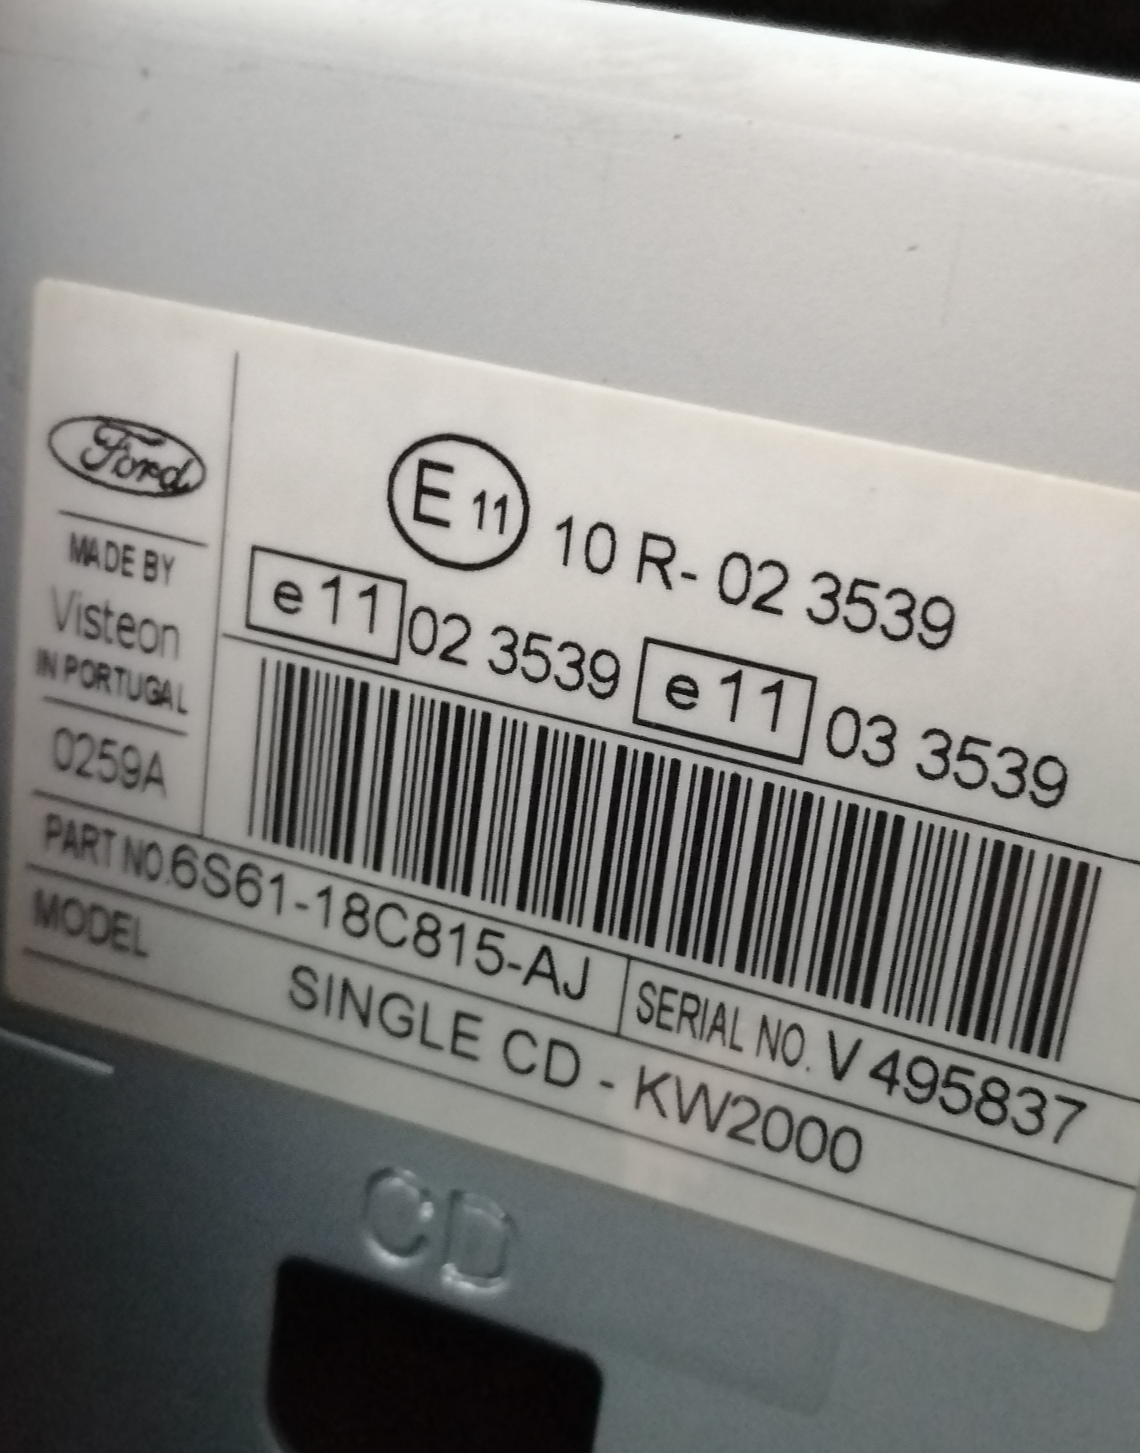 Ford
MADE BY
Visteon
IN PORTUGAL
0259A
E 11 10 R- 02 3539
e 11 02 3539 e 11 03 3539
PART NO. 6S61-18C815-AJ SERIAL NO. V 495837
MODEL
SINGLE CD - KW2000
CD